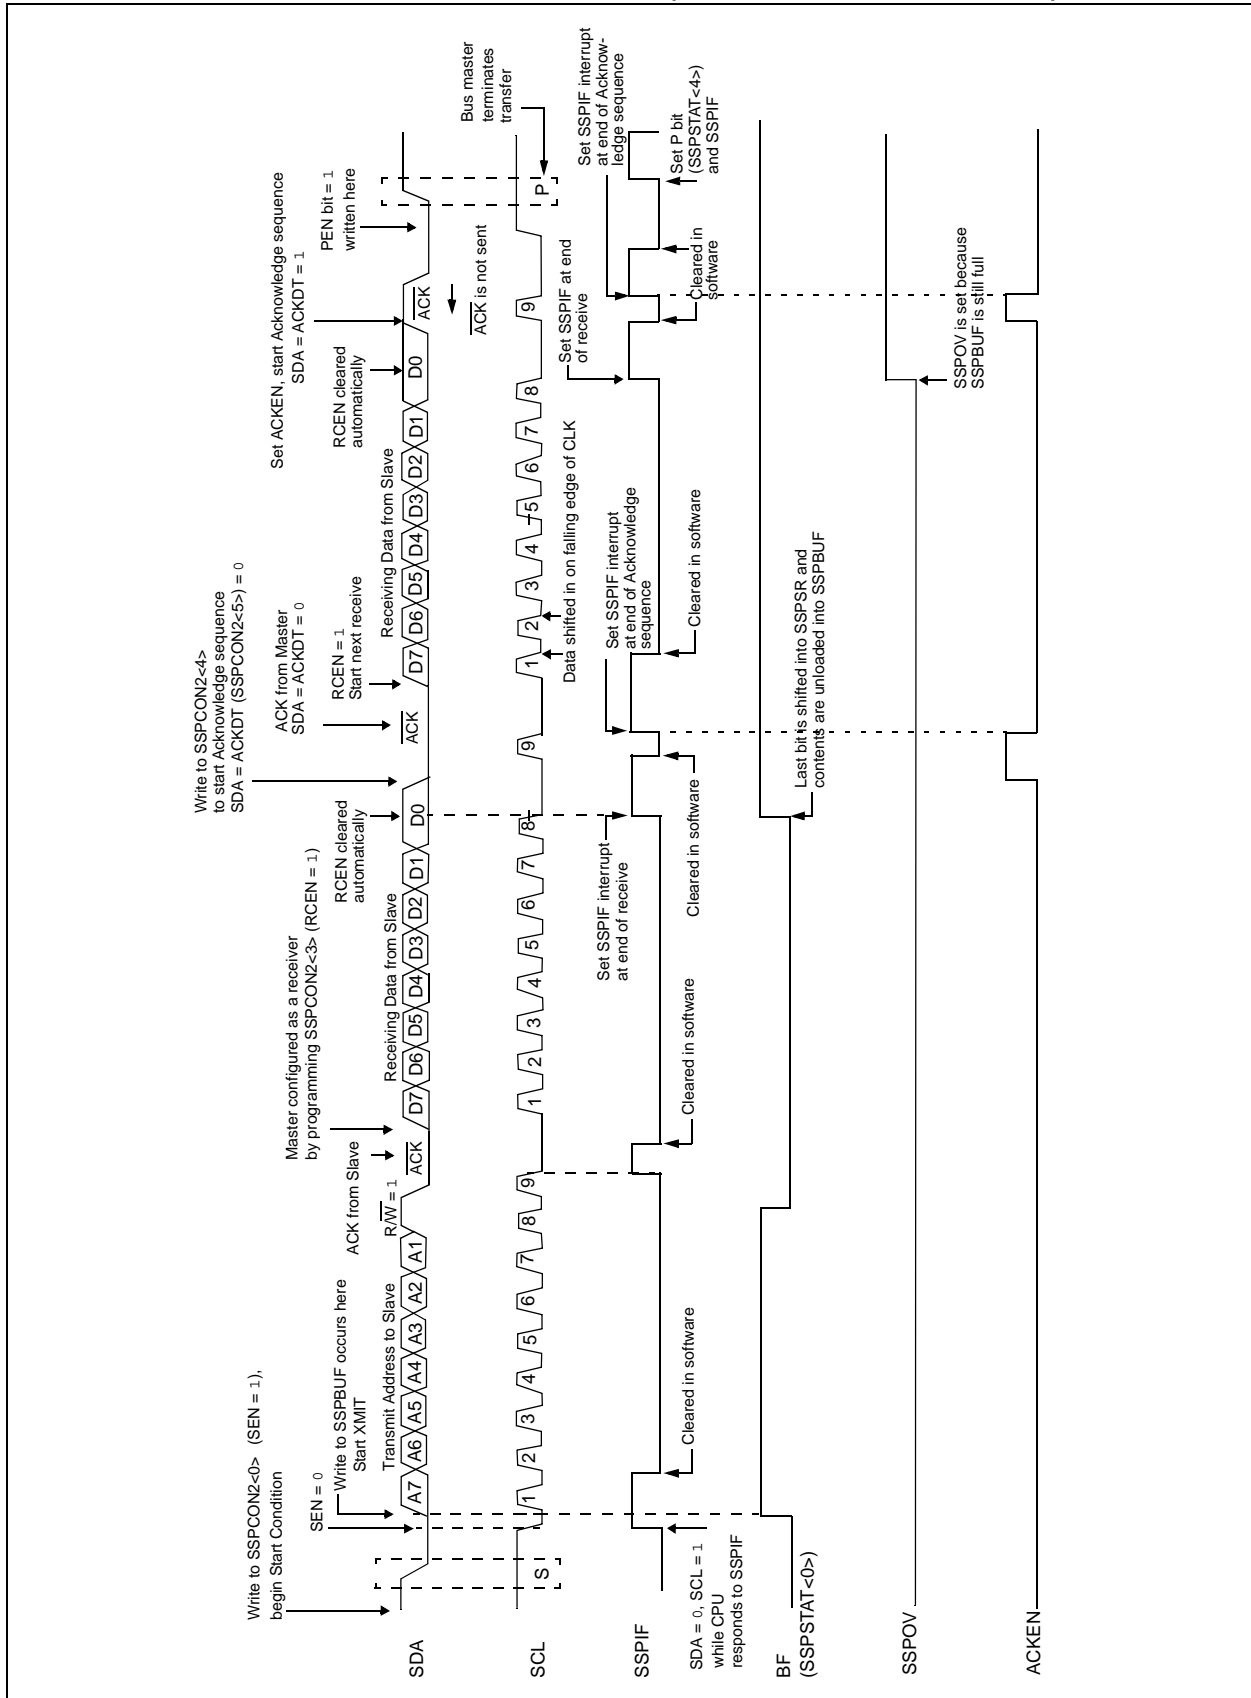 Write to SSPCON2<0> (SEN = 1),
begin Start Condition
SEN = 0
Write to SSPBUF occurs here
Start XMIT
Transmit Address to Slave
R/W = 1
ACK from Slave
Master configured as a receiver
by programming SSPCON2<3> (RCEN = 1)
Receiving Data from Slave
RCEN cleared
automatically
Write to SSPCON2<4>
to start Acknowledge sequence
SDA = ACKDT (SSPCON2<5>) = 0
ACK from Master
SDA = ACKDT = 0
RCEN = 1
Start next receive
Receiving Data from Slave
RCEN cleared
automatically
Set ACKEN, start Acknowledge sequence
SDA = ACKDT = 1
PEN bit = 1
written here
SDA
A7 A6 A5 A4 A3 A2 A1 ACK D7 D6 D5 D4 D3 D2 D1 D0 ACK D7 D6 D5 D4 D3 D2 D1 D0 ACK
ACK is not sent
Bus master
terminates
transfer
SCL
S 1 2 3 4 5 6 7 8 9 1 2 3 4 5 6 7 8 9 1 2 3 4 5 6 7 8 9 P
Data shifted in on falling edge of CLK
Set SSPIF at end
of receive
Set SSPIF interrupt
at end of Acknow-
ledge sequence
Set SSPIF interrupt
at end of receive
Set SSPIF interrupt
at end of Acknowledge
sequence
SSPIF
SDA = 0, SCL = 1
while CPU
responds to SSPIF
Cleared in software
Cleared in software
Cleared in software
Cleared in software
Cleared in
software
Set P bit
(SSPSTAT<4>)
and SSPIF
BF
(SSPSTAT<0>)
Last bit is shifted into SSPSR and
contents are unloaded into SSPBUF
SSPOV
SSPOV is set because
SSPBUF is still full
ACKEN